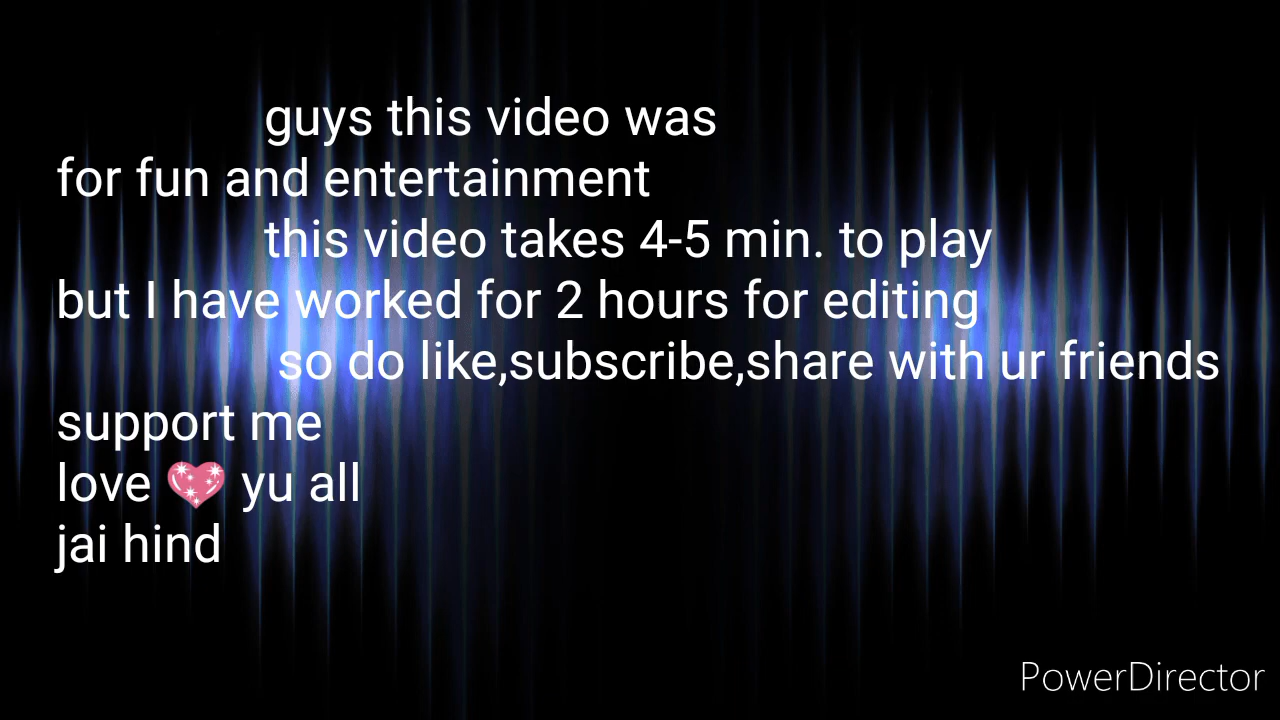 guys this video was
for fun and entertainment
this video takes 4-5 min. to play
but I have worked for 2 hours for editing
so do like,subscribe,share with ur friends
support me
love 💖 yu all
jai hind
PowerDirector